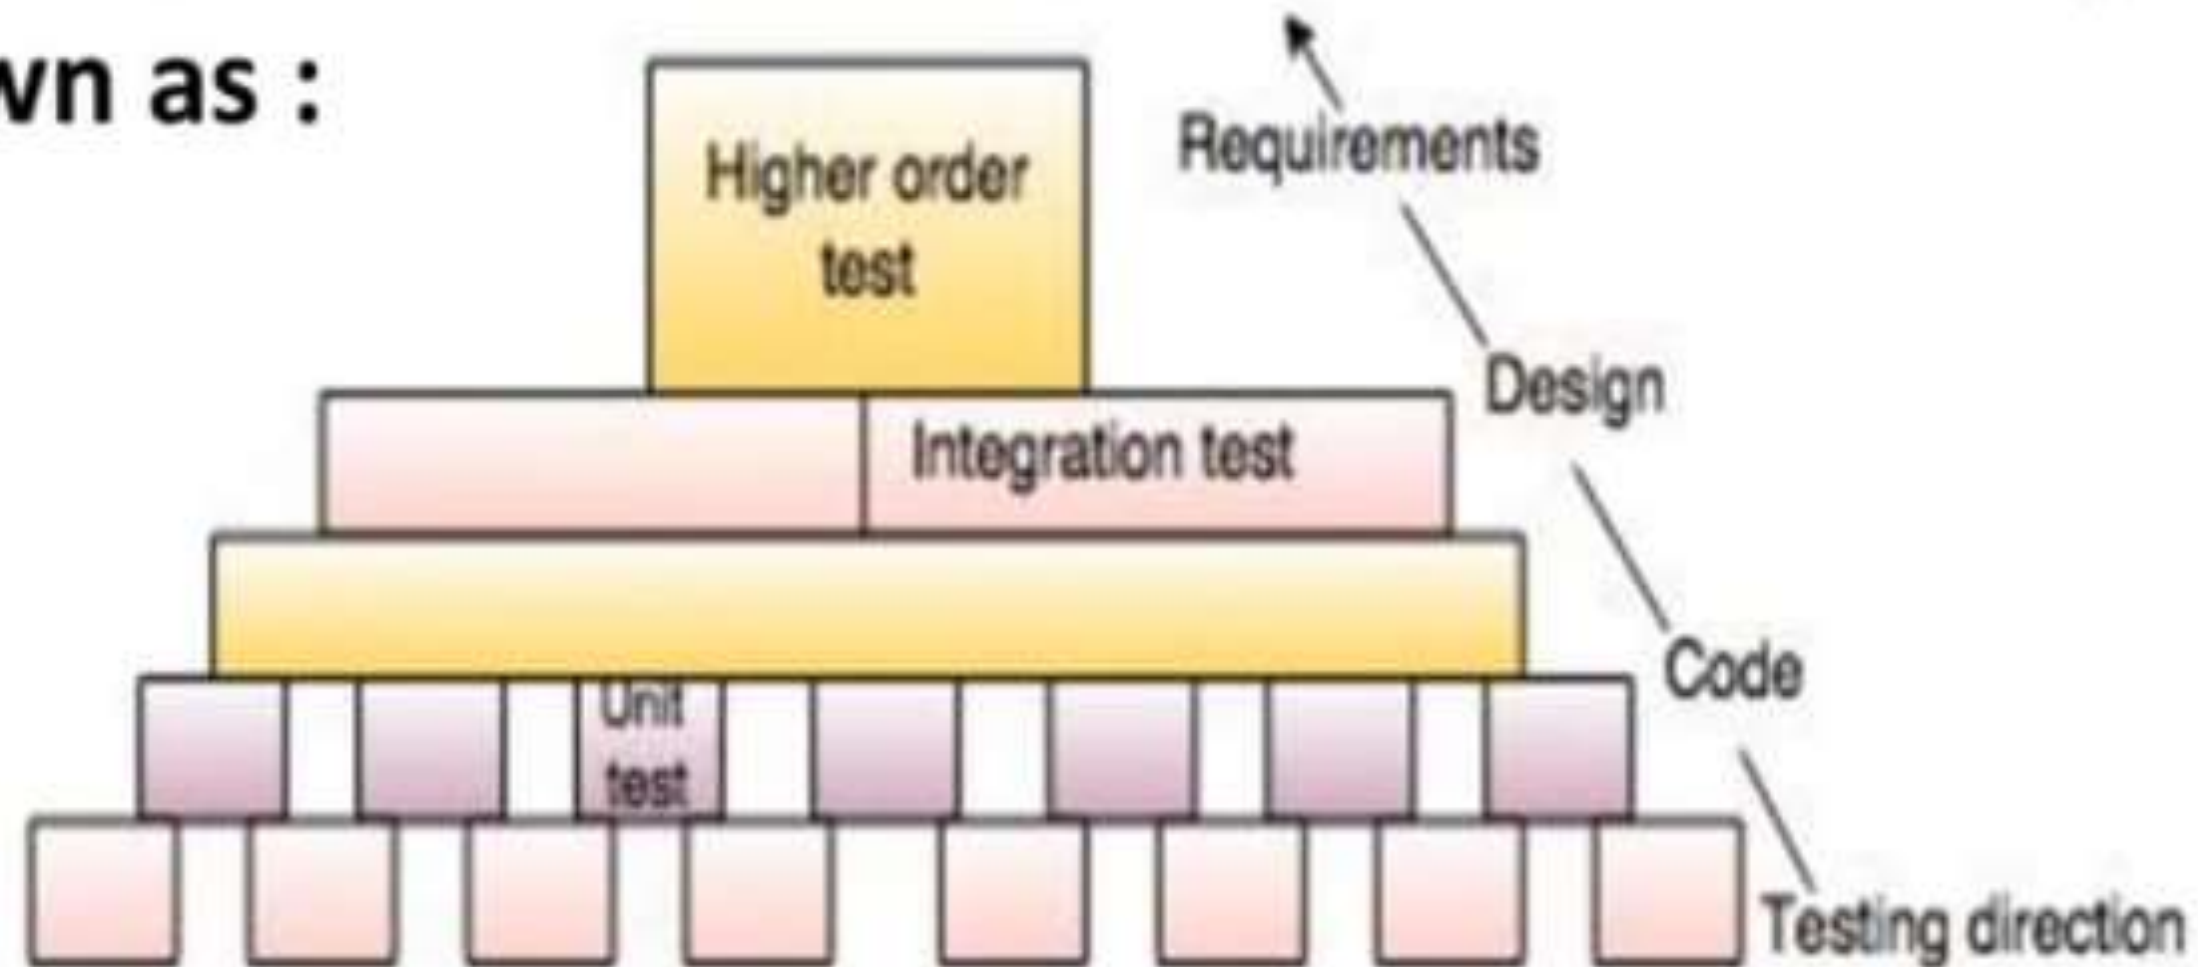 wn as :
Higher order
test
Requirements
Design
Integration test
Code
Unit
test
Testing direction